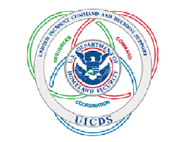 UNIFIED INCIDENT COMMAND AND DECISION SUPPORT
RESOURCES
COMMAND
U.S. DEPARTMENT OF
HOMELAND SECURITY
COORDINATION
UICDS